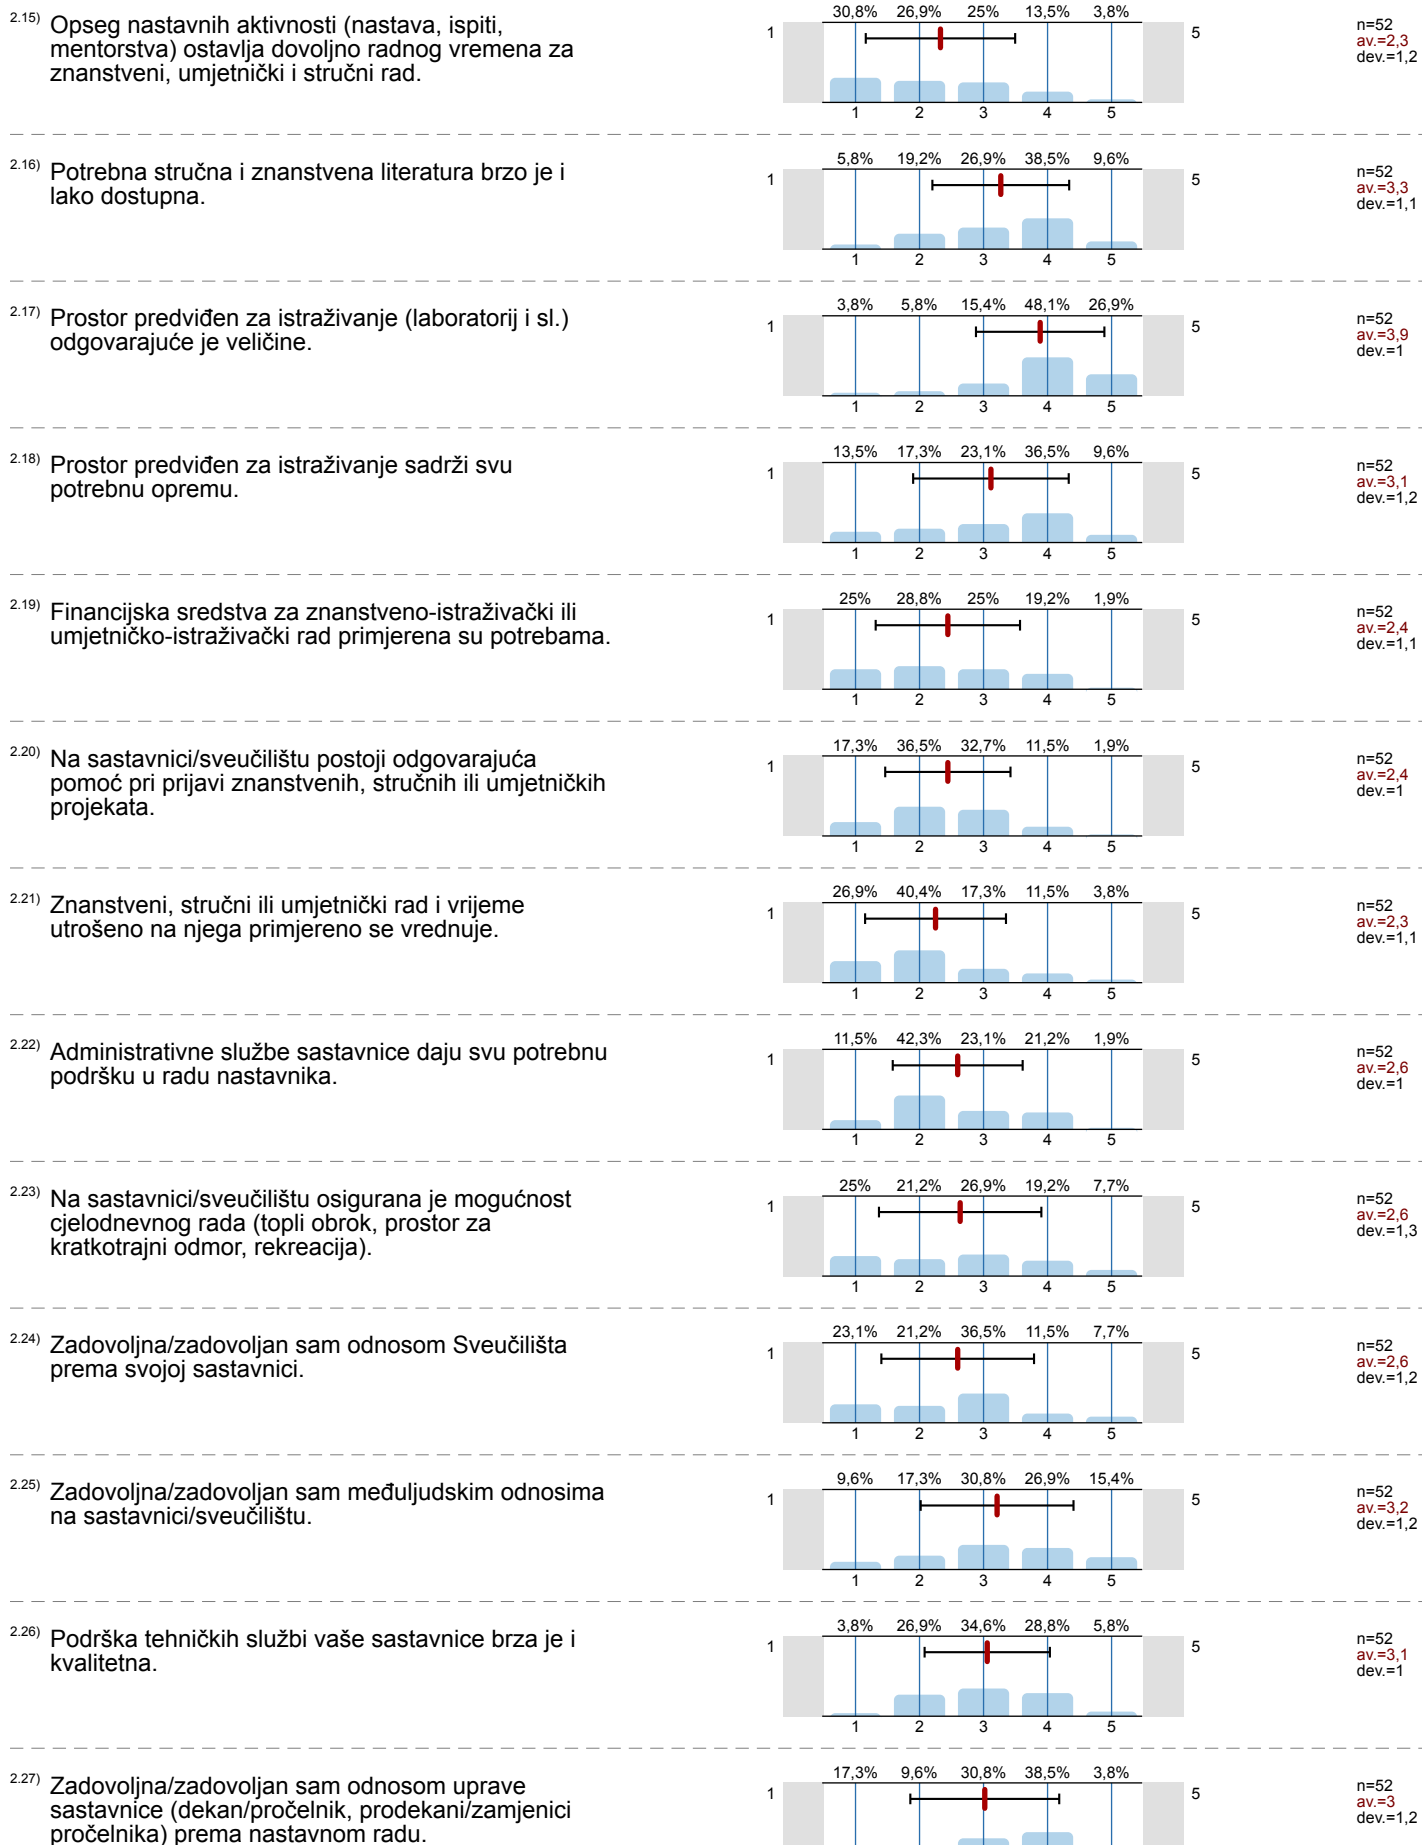 2.15) Opseg nastavnih aktivnosti (nastava, ispiti,
mentorstva) ostavlja dovoljno radnog vremena za
znanstveni, umjetnički i stručni rad.
30,8% 26,9% 25% 13,5% 3,8%
1 5
1 2 3 4 5
n=52
av.=2,3
dev.=1,2
2.16) Potrebna stručna i znanstvena literatura brzo je i
lako dostupna.
5,8% 19,2% 26,9% 38,5% 9,6%
1 5
1 2 3 4 5
n=52
av.=3,3
dev.=1,1
2.17) Prostor predviđen za istraživanje (laboratorij i sl.)
odgovarajuće je veličine.
3,8% 5,8% 15,4% 48,1% 26,9%
1 5
1 2 3 4 5
n=52
av.=3,9
dev.=1
2.18) Prostor predviđen za istraživanje sadrži svu
potrebnu opremu.
13,5% 17,3% 23,1% 36,5% 9,6%
1 5
1 2 3 4 5
n=52
av.=3,1
dev.=1,2
2.19) Financijska sredstva za znanstveno-istraživački ili
umjetničko-istraživački rad primjerena su potrebama.
25% 28,8% 25% 19,2% 1,9%
1 5
1 2 3 4 5
n=52
av.=2,4
dev.=1,1
2.20) Na sastavnici/sveučilištu postoji odgovarajuća
pomoć pri prijavi znanstvenih, stručnih ili umjetničkih
projekata.
17,3% 36,5% 32,7% 11,5% 1,9%
1 5
1 2 3 4 5
n=52
av.=2,4
dev.=1
2.21) Znanstveni, stručni ili umjetnički rad i vrijeme
utrošeno na njega primjereno se vrednuje.
26,9% 40,4% 17,3% 11,5% 3,8%
1 5
1 2 3 4 5
n=52
av.=2,3
dev.=1,1
2.22) Administrativne službe sastavnice daju svu potrebnu
podršku u radu nastavnika.
11,5% 42,3% 23,1% 21,2% 1,9%
1 5
1 2 3 4 5
n=52
av.=2,6
dev.=1
2.23) Na sastavnici/sveučilištu osigurana je mogućnost
cjelodnevnog rada (topli obrok, prostor za
kratkotrajni odmor, rekreacija).
25% 21,2% 26,9% 19,2% 7,7%
1 5
1 2 3 4 5
n=52
av.=2,6
dev.=1,3
2.24) Zadovoljna/zadovoljan sam odnosom Sveučilišta
prema svojoj sastavnici.
23,1% 21,2% 36,5% 11,5% 7,7%
1 5
1 2 3 4 5
n=52
av.=2,6
dev.=1,2
2.25) Zadovoljna/zadovoljan sam međuljudskim odnosima
na sastavnici/sveučilištu.
9,6% 17,3% 30,8% 26,9% 15,4%
1 5
1 2 3 4 5
n=52
av.=3,2
dev.=1,2
2.26) Podrška tehničkih službi vaše sastavnice brza je i
kvalitetna.
3,8% 26,9% 34,6% 28,8% 5,8%
1 5
1 2 3 4 5
n=52
av.=3,1
dev.=1
2.27) Zadovoljna/zadovoljan sam odnosom uprave
sastavnice (dekan/pročelnik, prodekani/zamjenici
pročelnika) prema nastavnom radu.
17,3% 9,6% 30,8% 38,5% 3,8%
1 5
n=52
av.=3
dev.=1,2